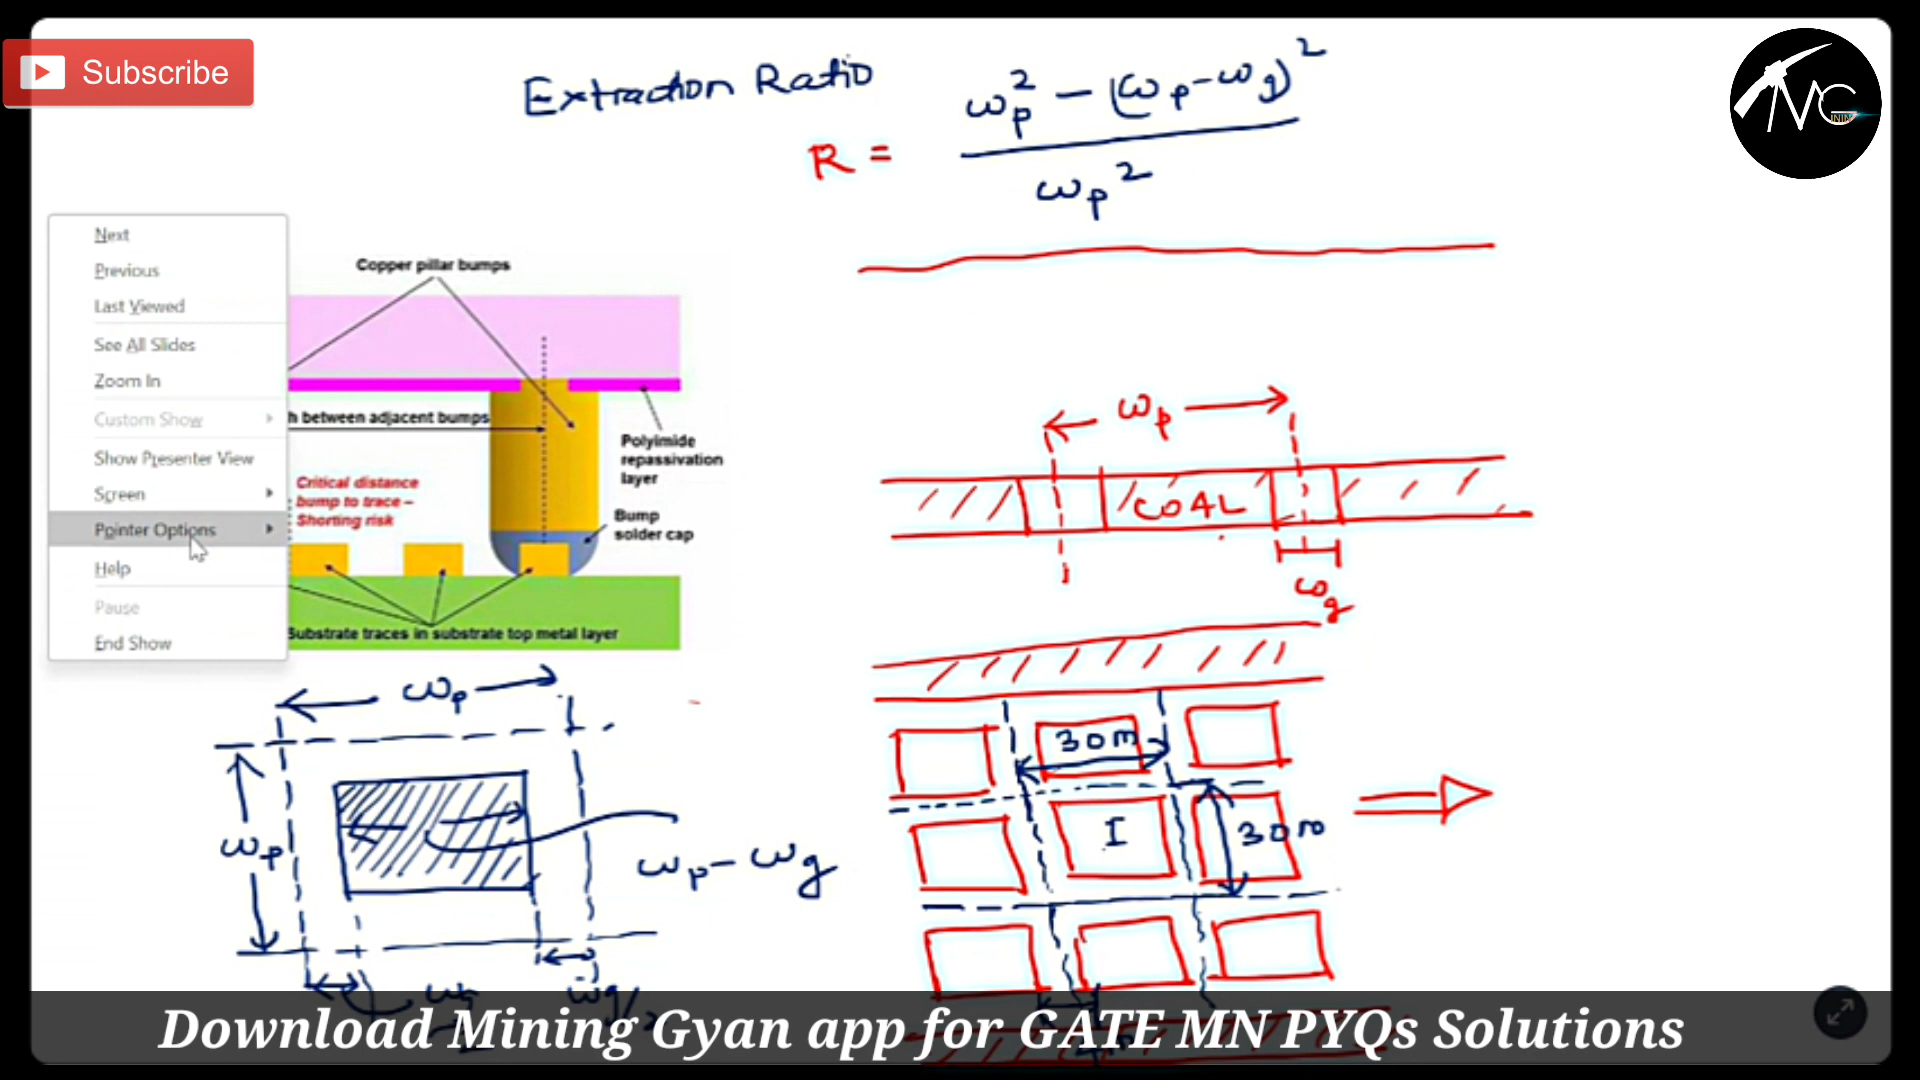 Subscribe
Extraction Ratio
R = ωp² - (ωp-ωg)²
ωp²
MG
Next
Previous
Last Viewed
See All Slides
Zoom In
Custom Show
Show Presenter View
Screen
Pointer Options
Help
Pause
End Show
Copper pillar bumps
between adjacent bumps
Critical distance
bump to trace –
Shorting risk
Polyimide
repassivation
layer
Bump
solder cap
Substrate traces in substrate top metal layer
ωp
COAL
ωg
ωp
ωp
ωp - ωg
30m
I
30m
Download Mining Gyan app for GATE MN PYQs Solutions